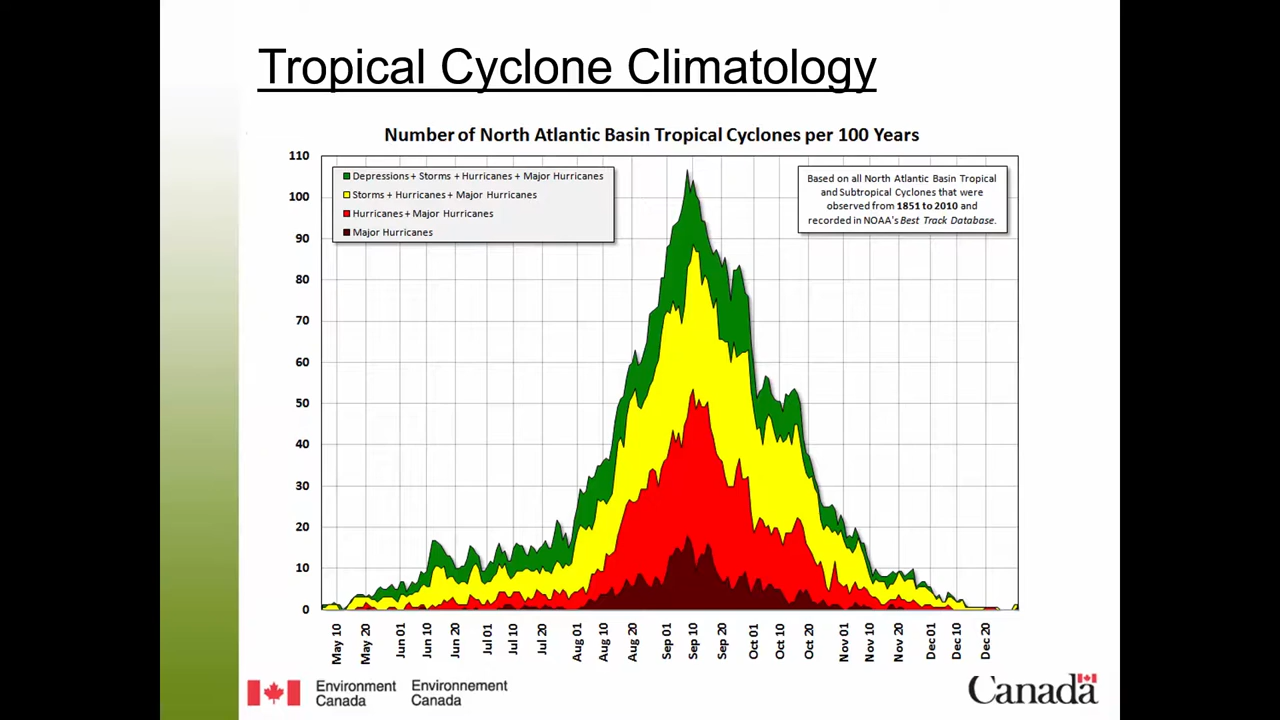 Tropical Cyclone Climatology
Number of North Atlantic Basin Tropical Cyclones per 100 Years
110
100
90
80
70
60
50
40
30
20
10
0
Depressions + Storms + Hurricanes + Major Hurricanes
Storms + Hurricanes + Major Hurricanes
Hurricanes + Major Hurricanes
Major Hurricanes
Based on all North Atlantic Basin Tropical
and Subtropical Cyclones that were
observed from 1851 to 2010 and
recorded in NOAA's Best Track Database.
May 10
May 20
Jun 01
Jun 10
Jun 20
Jul 01
Jul 10
Jul 20
Aug 01
Aug 10
Aug 20
Sep 01
Sep 10
Sep 20
Oct 01
Oct 10
Oct 20
Nov 01
Nov 10
Nov 20
Dec 01
Dec 10
Dec 20
Environment
Canada
Environnement
Canada
Canada